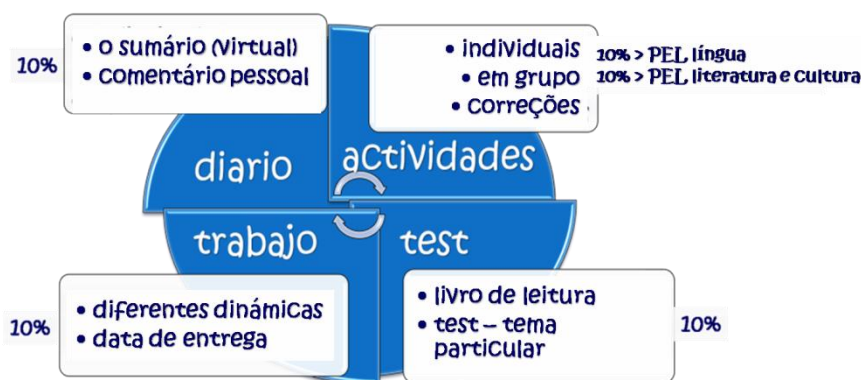 10%
• o sumário (virtual)
• comentário pessoal
• individuais
• em grupo
• correções
10% > PEL língua
10% > PEL literatura e cultura
diario
actividades
trabajo
test
10%
• diferentes dinámicas
• data de entrega
• livro de leitura
• test – tema
particular
10%